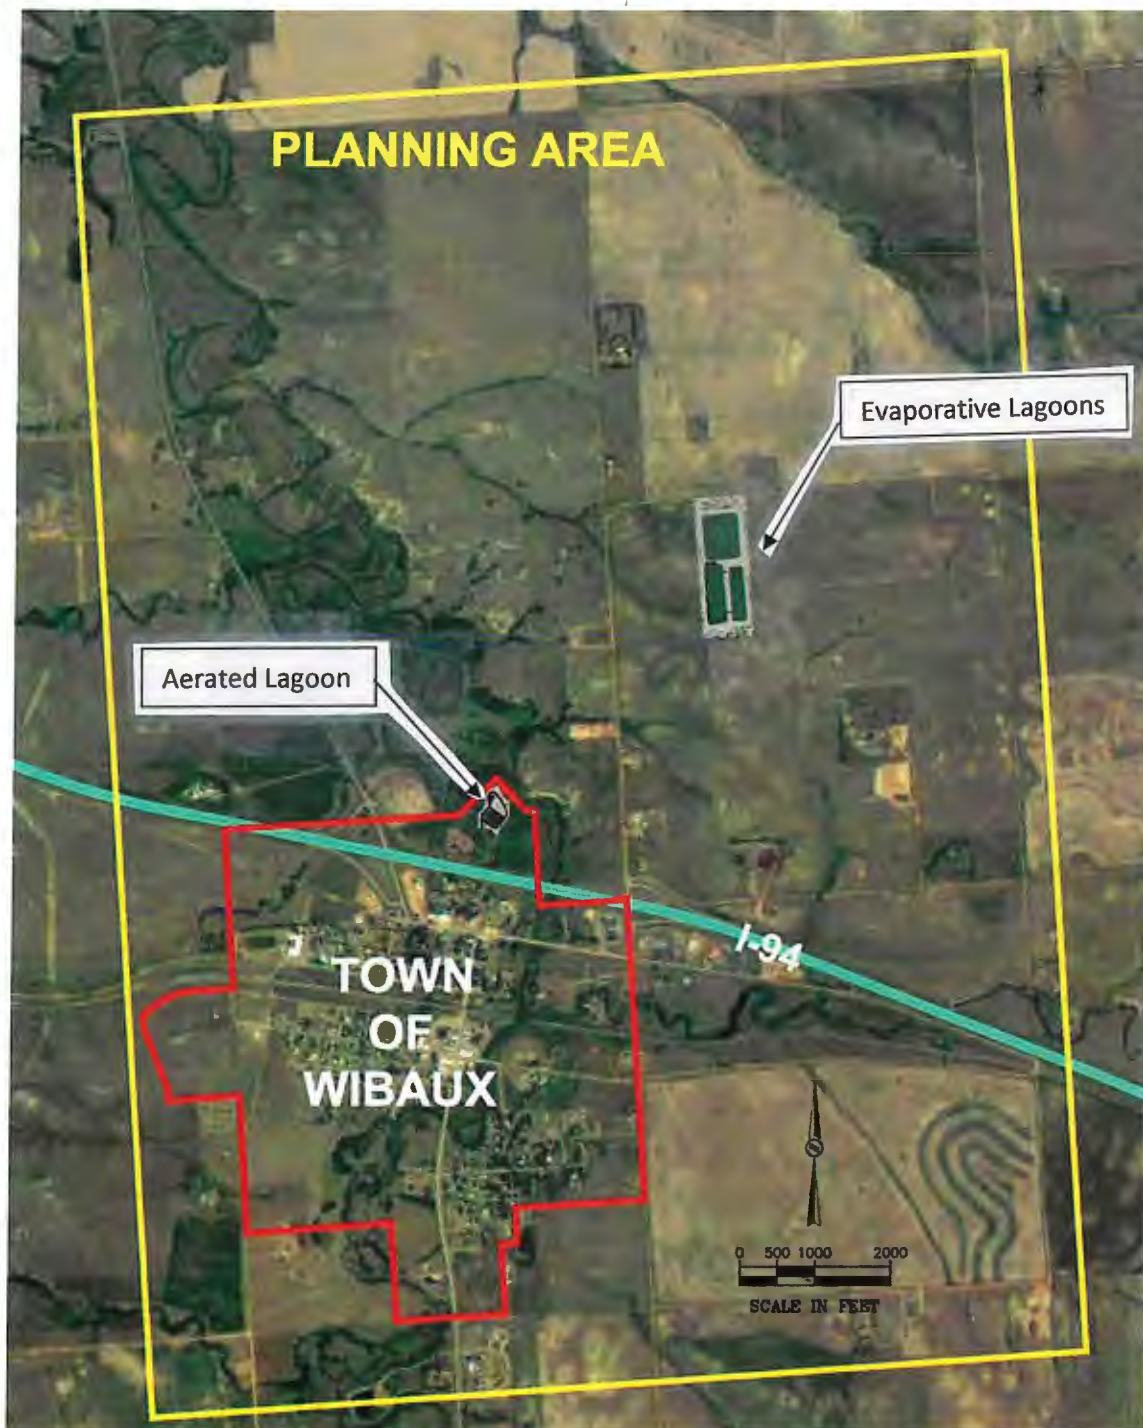 PLANNING AREA
Evaporative Lagoons
Aerated Lagoon
I-94
TOWN
OF
WIBAUX
0 500 1000 2000
SCALE IN FEET